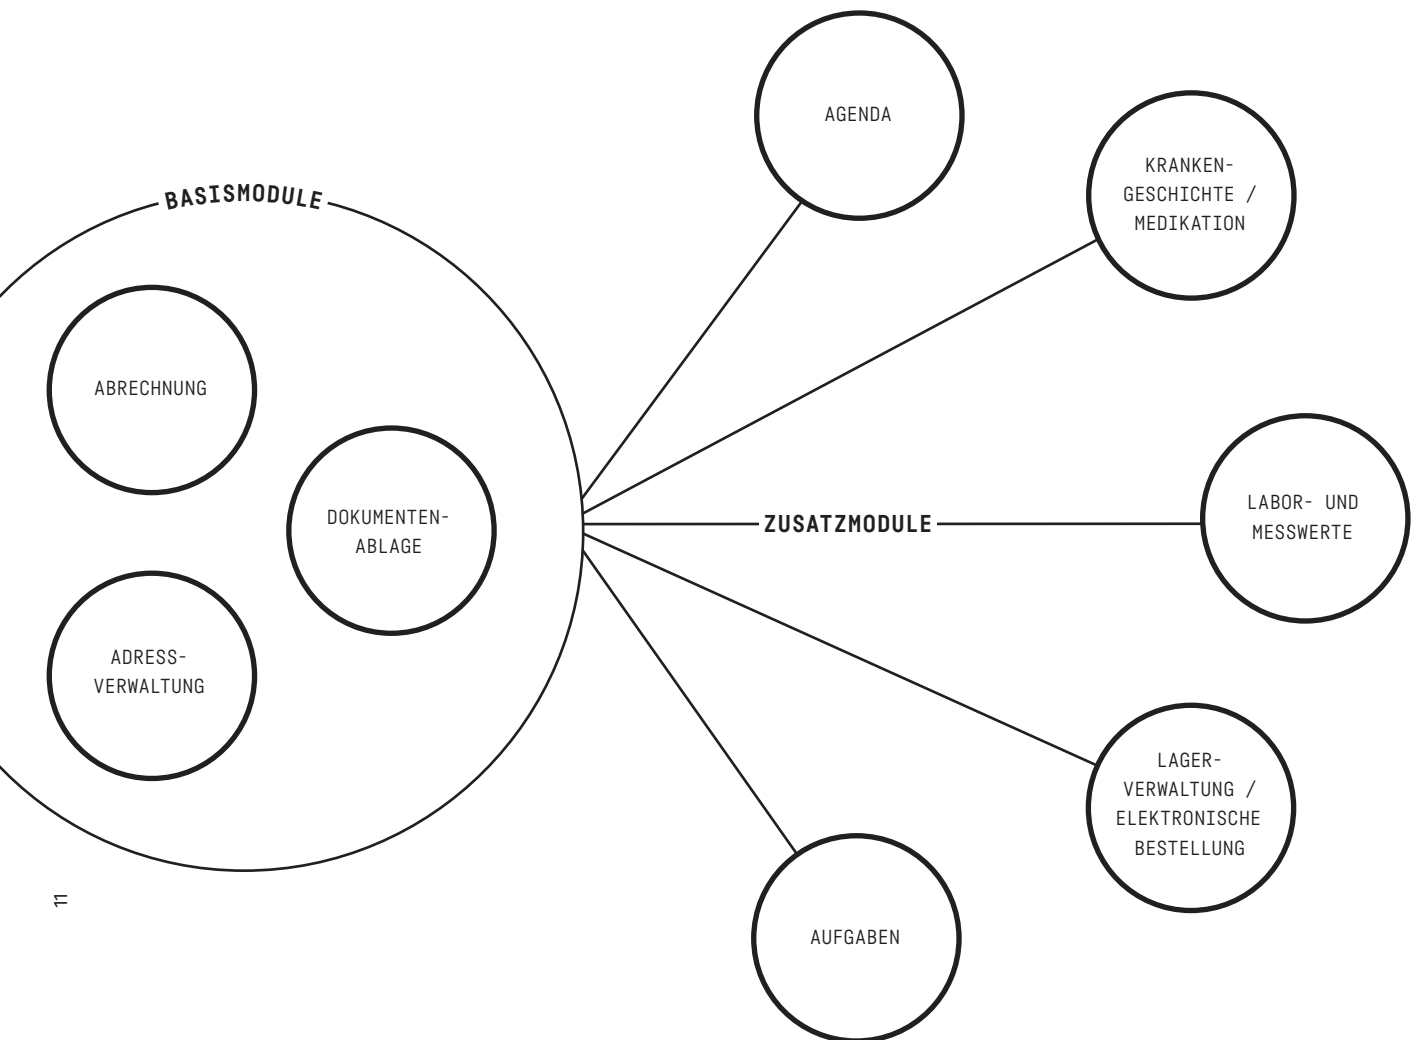 BASISMODULE
ABRECHNUNG
DOKUMENTEN-
ABLAGE
ADRESS-
VERWALTUNG
ZUSATZMODULE
AGENDA
KRANKEN-
GESCHICHTE /
MEDIKATION
LABOR- UND
MESSWERTE
LAGER-
VERWALTUNG /
ELEKTRONISCHE
BESTELLUNG
AUFGABEN
11